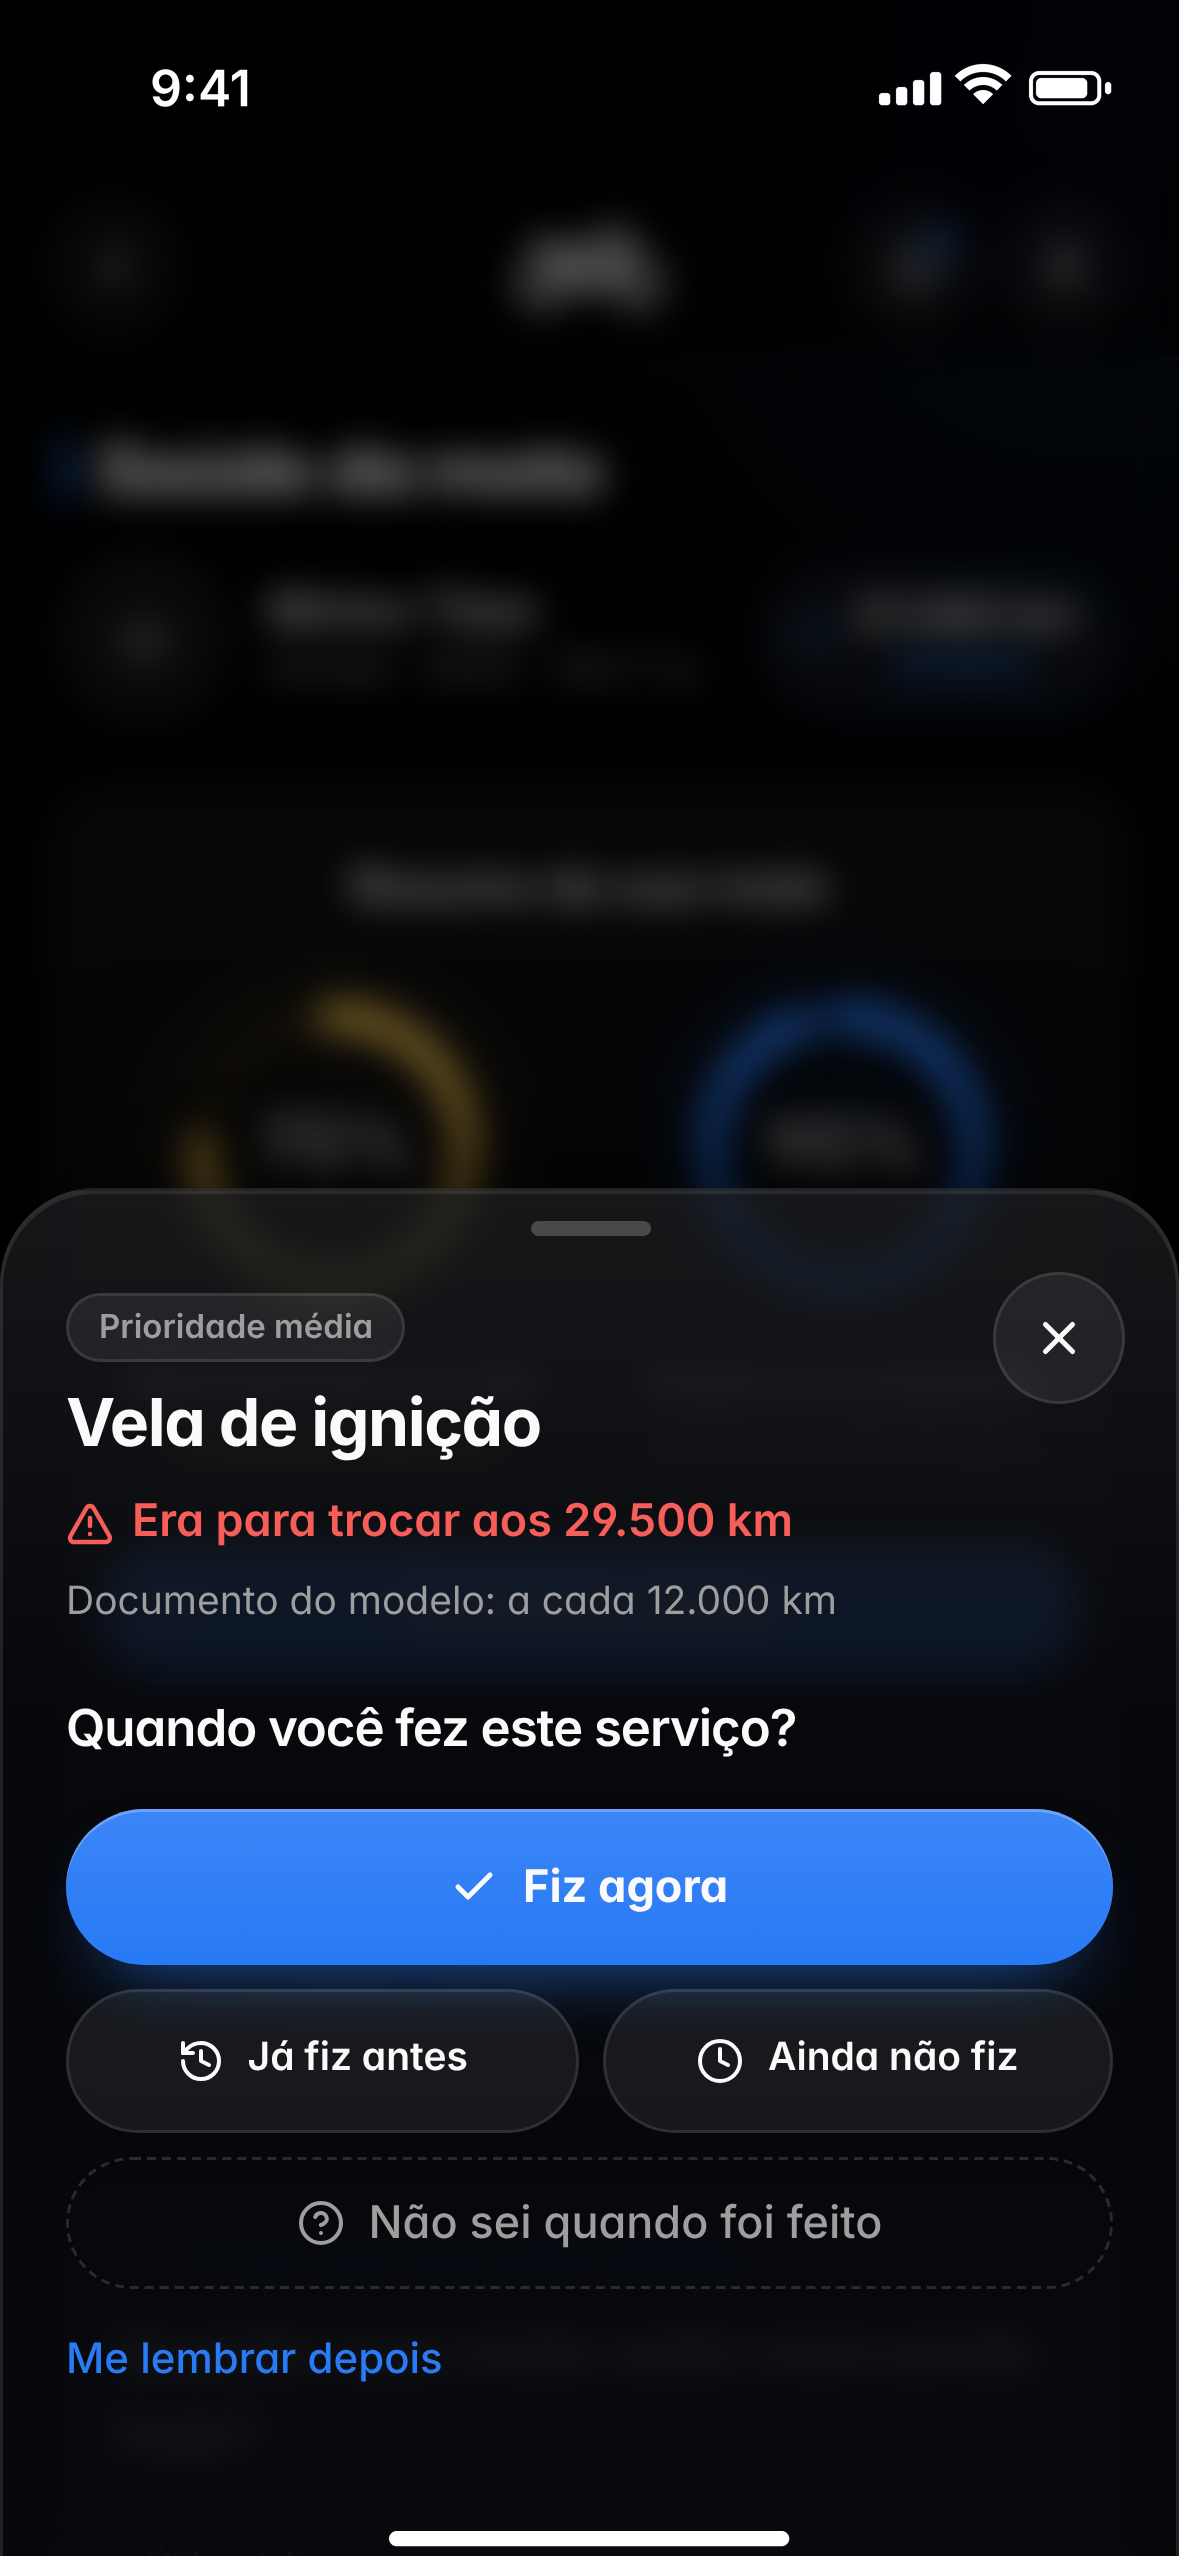 9:41
Prioridade média
Vela de ignição
Era para trocar aos 29.500 km
Documento do modelo: a cada 12.000 km
Quando você fez este serviço?
Fiz agora
Já fiz antes
Ainda não fiz
Não sei quando foi feito
Me lembrar depois